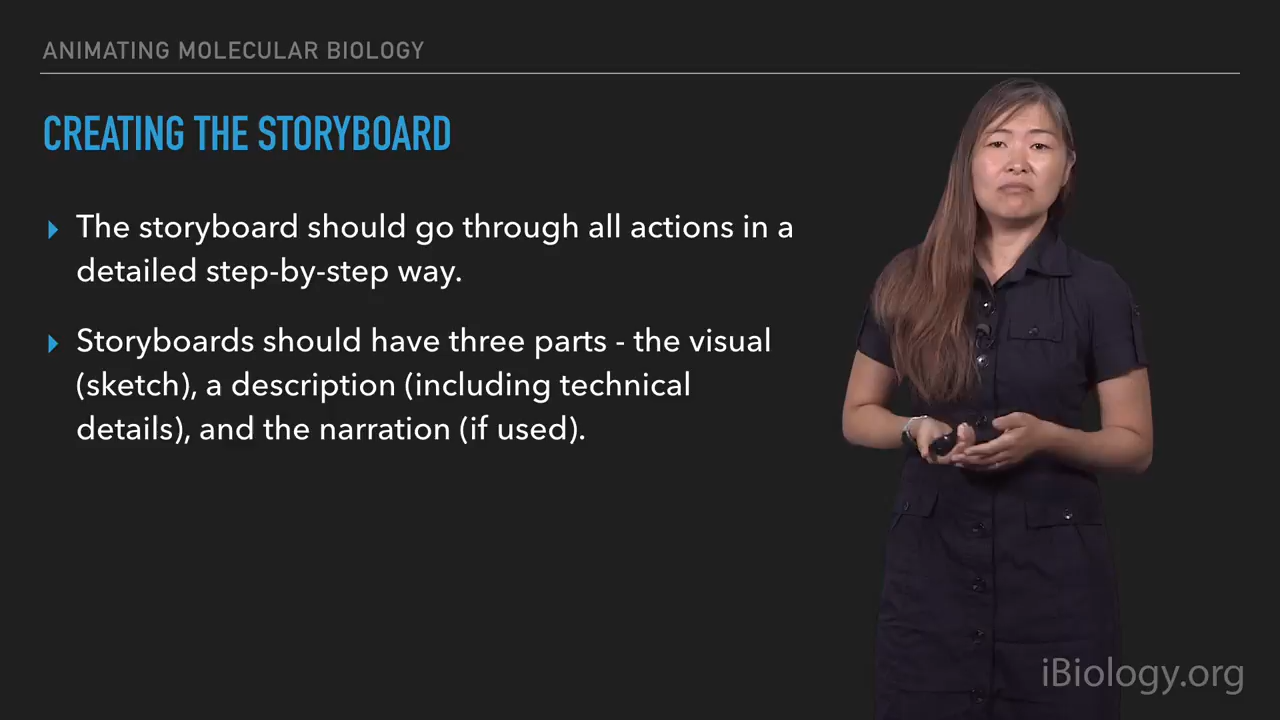 ANIMATING MOLECULAR BIOLOGY
CREATING THE STORYBOARD
The storyboard should go through all actions in a
detailed step-by-step way.
Storyboards should have three parts - the visual
(sketch), a description (including technical
details), and the narration (if used).
iBiology.org